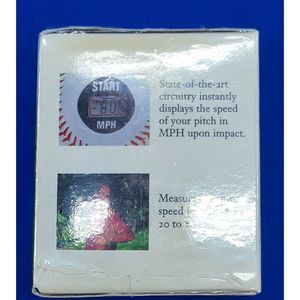 START
MPH
State-of-the-art
circuitry instantly
displays the speed
of your pitch in
MPH upon impact.
speed
20 to